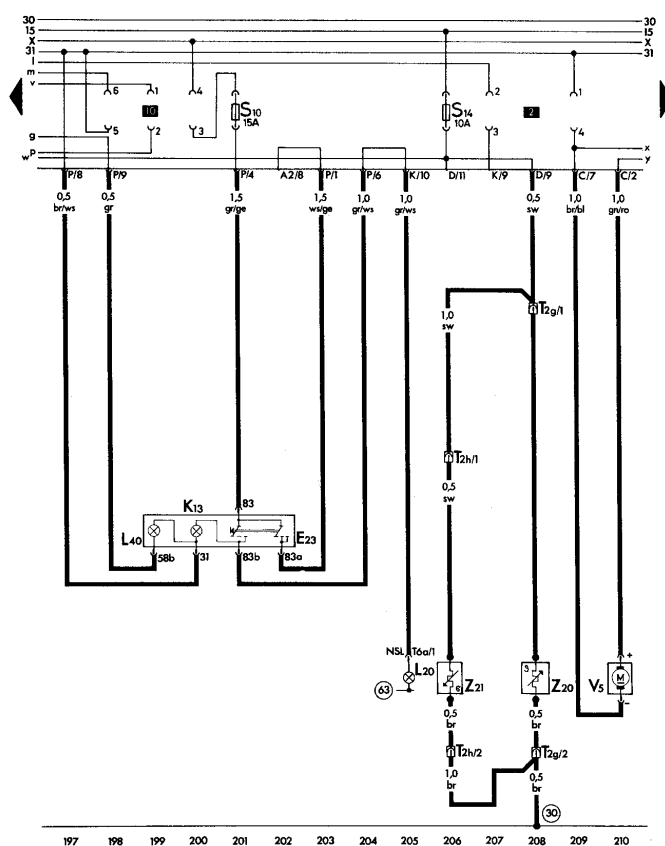 30 30
15 15
X X
31 31
l
m
v
6 1 4 2 1
10 S10 S14 2
15A 10A
5 2 3 3 4
g
p x
w y
P/8 P/9 P/4 A2/8 P/1 P/6 K/10 D/11 K/9 D/9 C/7 C/2
0,5 0,5 1,5 1,5 1,0 1,0 0,5 1,0 1,0
br/ws gr gr/ge ws/ge gr/ws gr/ws sw br/bl gn/ro
T2g/1
1,0
sw
T2h/1
0,5
sw
K13 83
L40 E23
58b 31 83b 83a
NSL T6a/1 +
L20 Z21 Z20 V5 M
63
-
0,5 0,5
br br
T2h/2 T2g/2
1,0 0,5
br br
30
197 198 199 200 201 202 203 204 205 206 207 208 209 210